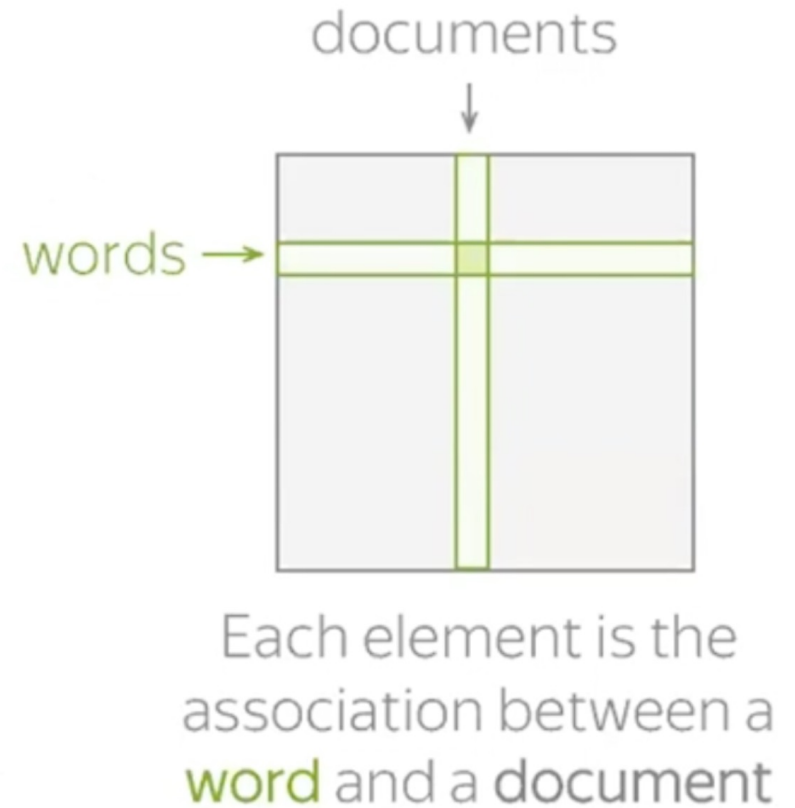 documents
words
Each element is the
association between a
word and a document